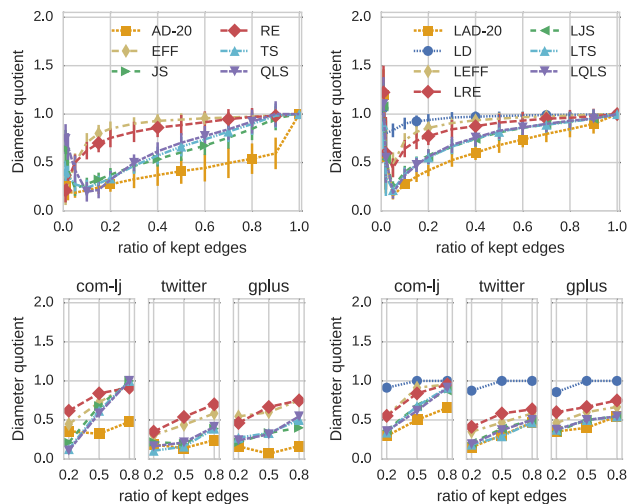 AD-20 RE
EFF TS
JS QLS
2.0
1.5
1.0
0.5
0.0
Diameter quotient
0.0 0.2 0.4 0.6 0.8 1.0
ratio of kept edges
LAD-20 LJS
LD LTS
LEFF LQLS
LRE
2.0
1.5
1.0
0.5
0.0
Diameter quotient
0.0 0.2 0.4 0.6 0.8 1.0
ratio of kept edges
com-lj twitter gplus
2.0
1.5
1.0
0.5
0.0
Diameter quotient
0.2 0.5 0.8 0.2 0.5 0.8 0.2 0.5 0.8
ratio of kept edges
com-lj twitter gplus
2.0
1.5
1.0
0.5
0.0
Diameter quotient
0.2 0.5 0.8 0.2 0.5 0.8 0.2 0.5 0.8
ratio of kept edges